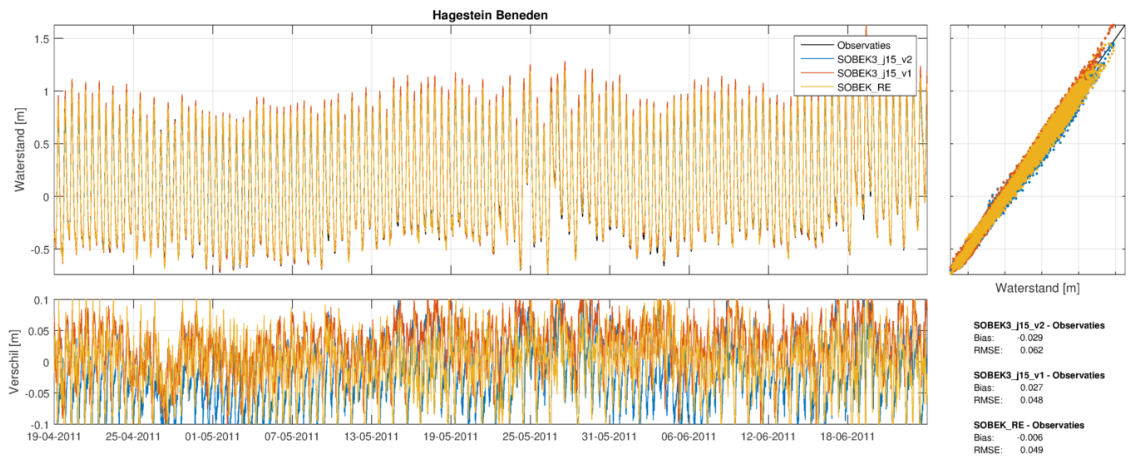 Hagestein Beneden
Waterstand [m]
1.5
1
0.5
0
-0.5
Observaties
SOBEK3_j15_v2
SOBEK3_j15_v1
SOBEK_RE
Waterstand [m]
Verschil [m]
0.1
0.05
0
-0.05
-0.1
19-04-2011 25-04-2011 01-05-2011 07-05-2011 13-05-2011 19-05-2011 25-05-2011 31-05-2011 06-06-2011 12-06-2011 18-06-2011
SOBEK3_j15_v2 - Observaties
Bias: -0.029
RMSE: 0.062
SOBEK3_j15_v1 - Observaties
Bias: 0.027
RMSE: 0.048
SOBEK_RE - Observaties
Bias: -0.006
RMSE: 0.049